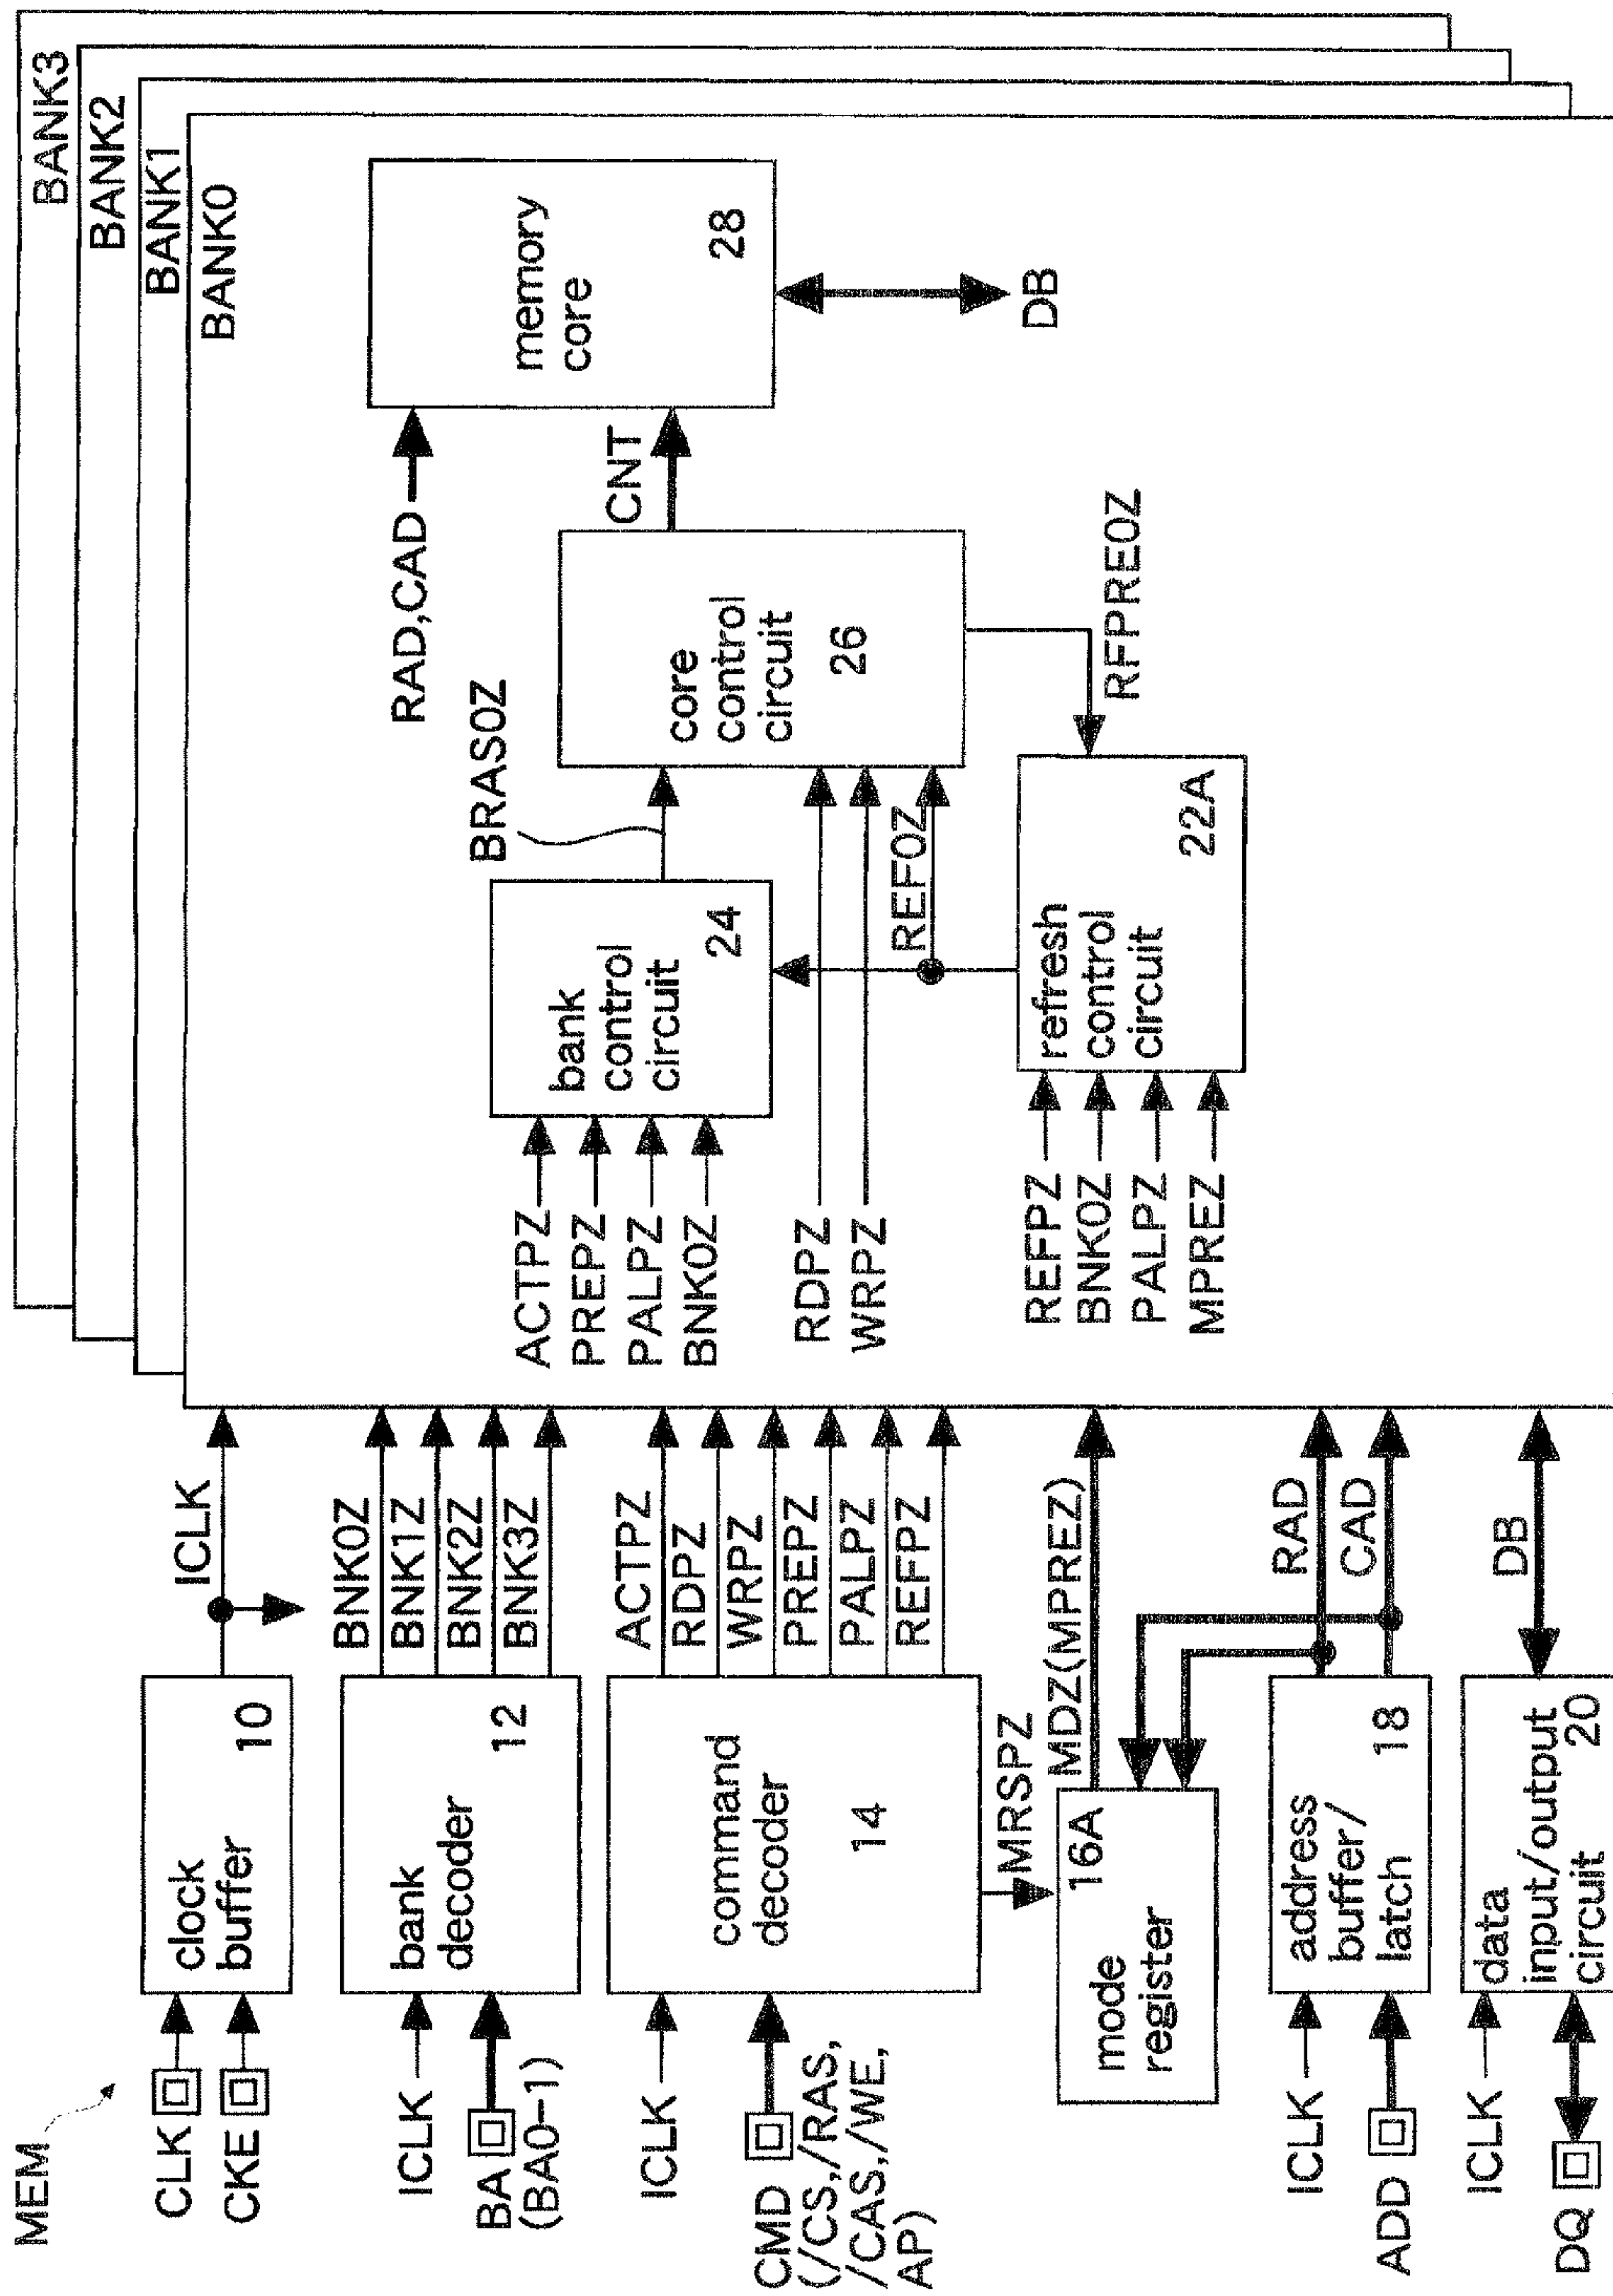 MEM
CLK
CKE
clock
buffer
10
ICLK
ICLK
BA
(BA0-1)
bank
decoder
12
BNK0Z
BNK1Z
BNK2Z
BNK3Z
ICLK
CMD
(/CS,/RAS,
/CAS,/WE,
AP)
command
decoder
14
ACTPZ
RDPZ
WRPZ
PREPZ
PALPZ
REFPZ
MRSPZ
mode
register
16A
MDZ(MPREZ)
ICLK
ADD
address
buffer/
latch
18
RAD
CAD
ICLK
DQ
data
input/output
circuit
20
DB
BANK3
BANK2
BANK1
BANK0
ACTPZ
PREPZ
PALPZ
BNK0Z
bank
control
circuit
24
BRAS0Z
RDPZ
WRPZ
REF0Z
REFPZ
BNK0Z
PALPZ
MPREZ
refresh
control
circuit
22A
RFPRE0Z
core
control
circuit
26
CNT
RAD,CAD
memory
core
28
DB